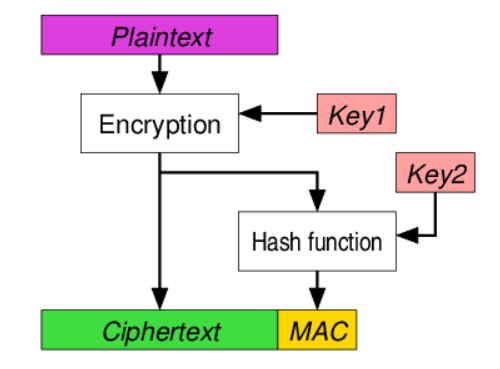 Plaintext
Encryption
Key1
Key2
Hash function
Ciphertext
MAC